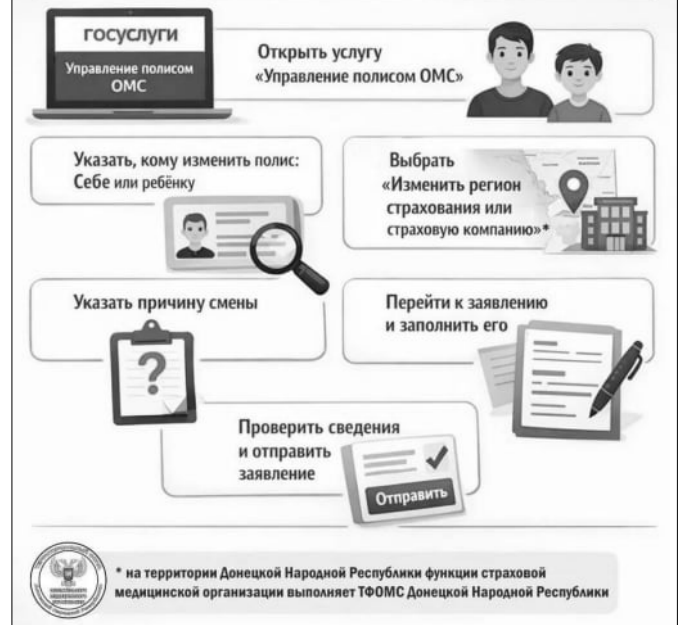 госуслуги
Управление полисом
ОМС
Открыть услугу
«Управление полисом ОМС»
Указать, кому изменить полис:
Себе или ребёнку
Выбрать
«Изменить регион
страхования или
страховую компанию»*
Указать причину смены
?
Перейти к заявлению
и заполнить его
Проверить сведения
и отправить
заявление
Отправить
* на территории Донецкой Народной Республики функции страховой
медицинской организации выполняет ТФОМС Донецкой Народной Республики